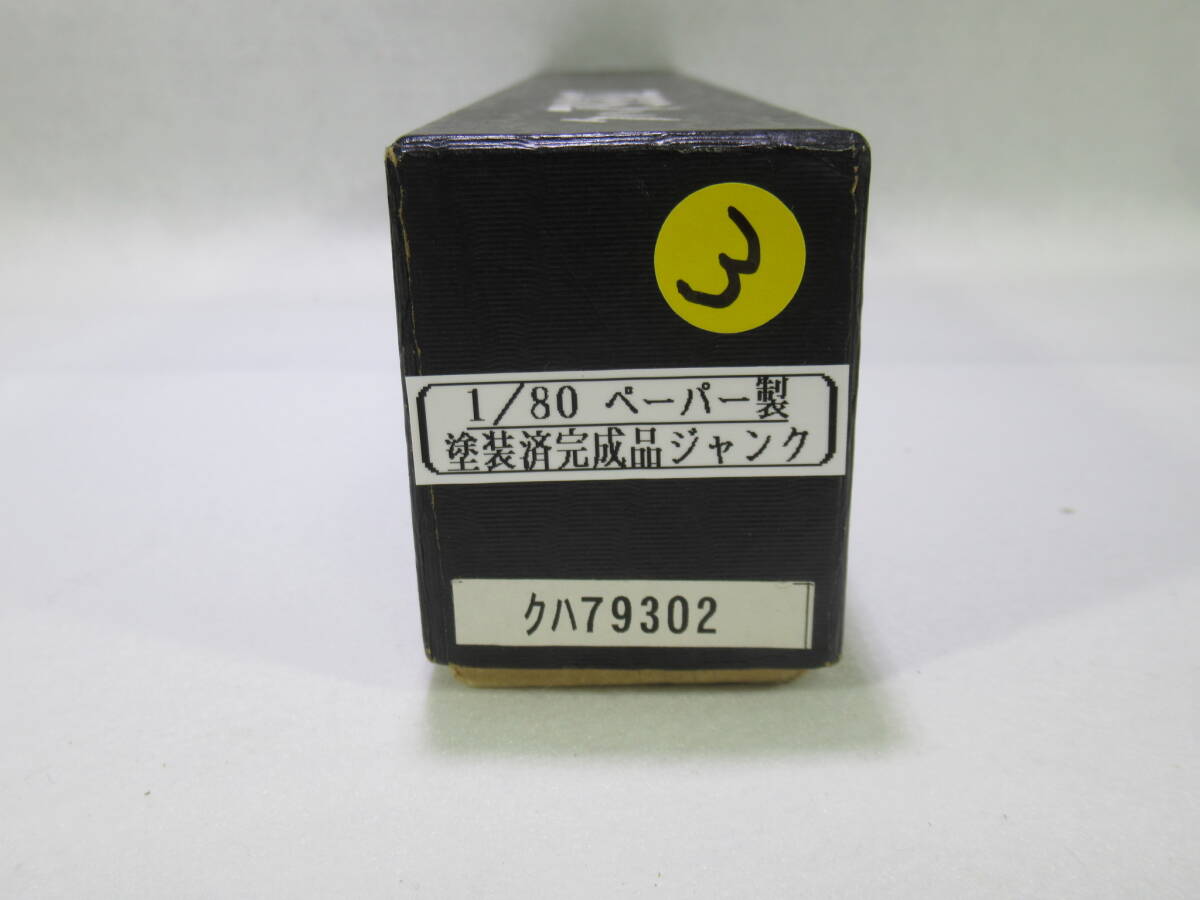 3
1/80 ペーパー製
塗装済完成品ジャンク
クハ79302